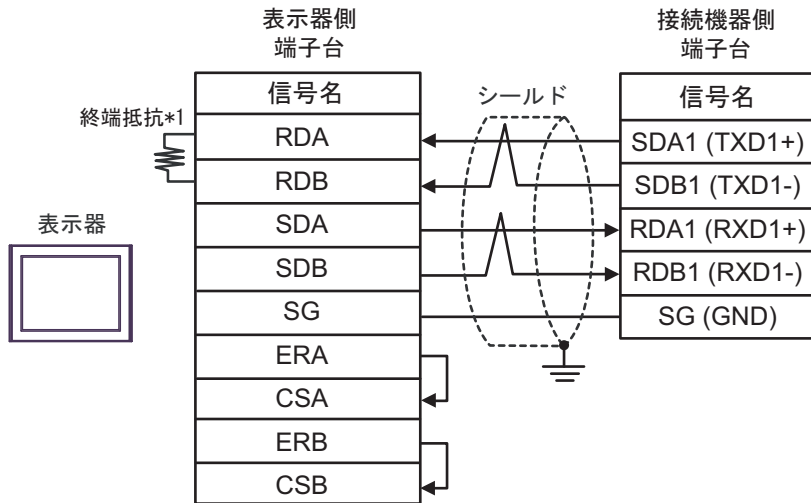 表示器側
端子台
接続機器側
端子台
終端抵抗*1
信号名
シールド
信号名
RDA
SDA1 (TXD1+)
RDB
SDB1 (TXD1-)
表示器
SDA
RDA1 (RXD1+)
SDB
RDB1 (RXD1-)
SG
SG (GND)
ERA
CSA
ERB
CSB